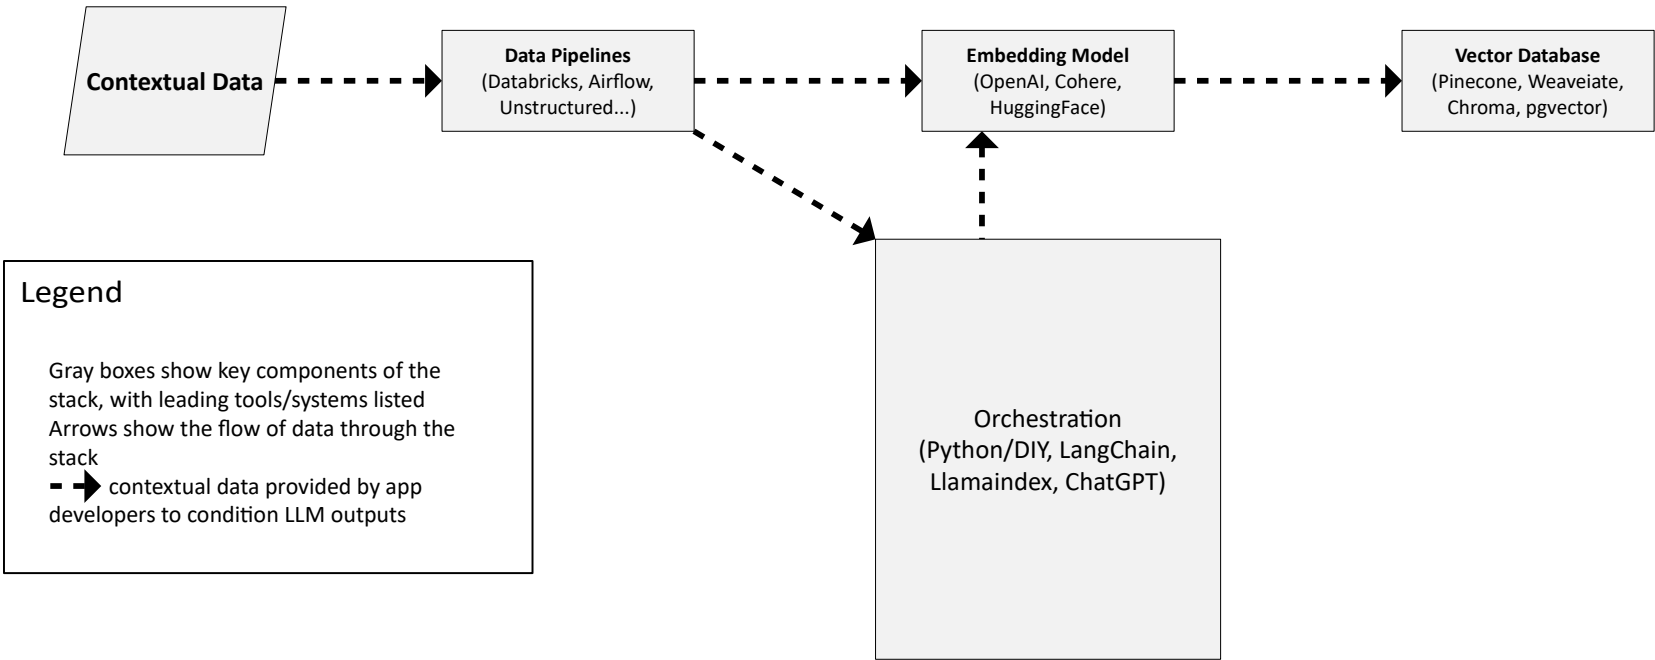 Contextual Data
Data Pipelines
(Databricks, Airflow,
Unstructured...)
Embedding Model
(OpenAI, Cohere,
HuggingFace)
Vector Database
(Pinecone, Weaveiate,
Chroma, pgvector)
Legend
Gray boxes show key components of the
stack, with leading tools/systems listed
Arrows show the flow of data through the
stack
contextual data provided by app
developers to condition LLM outputs
Orchestration
(Python/DIY, LangChain,
Llamaindex, ChatGPT)